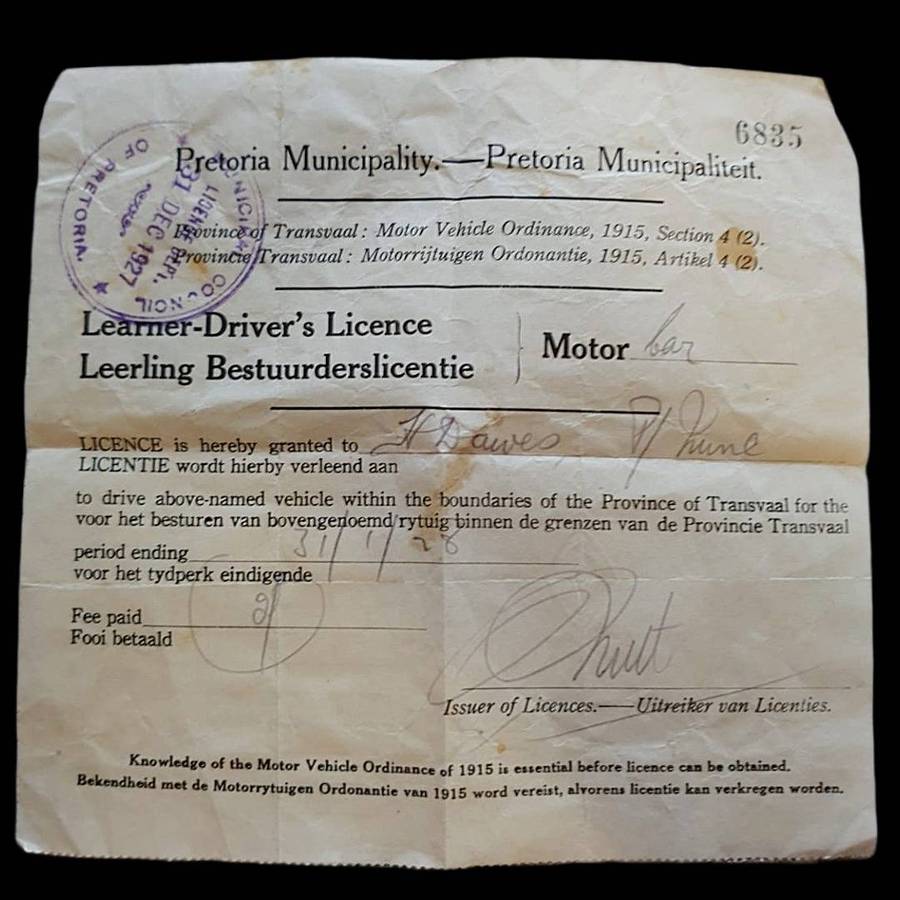 6835
Pretoria Municipality.—Pretoria Municipaliteit.
MUNICIPAL COUNCIL OF PRETORIA
LICENSE DEPT.
31 DEC 1927
Province of Transvaal: Motor Vehicle Ordinance, 1915, Section 4 (2).
Provincie Transvaal: Motorrijtuigen Ordonantie, 1915, Artikel 4 (2).
Learner-Driver's Licence
Leerling Bestuurderslicentie
Motor Car
LICENCE is hereby granted to H Dawes
LICENTIE wordt hierby verleend aan
to drive above-named vehicle within the boundaries of the Province of Transvaal for the
voor het besturen van bovengenoemd rytuig binnen de grenzen van de Provincie Transvaal
period ending 31/1/28
voor het tydperk eindigende
Fee paid 2/
Fooi betaald
Issuer of Licences.—Uitreiker van Licenties.
Knowledge of the Motor Vehicle Ordinance of 1915 is essential before licence can be obtained.
Bekendheid met de Motorrytuigen Ordonantie van 1915 word vereist, alvorens licentie kan verkregen worden.